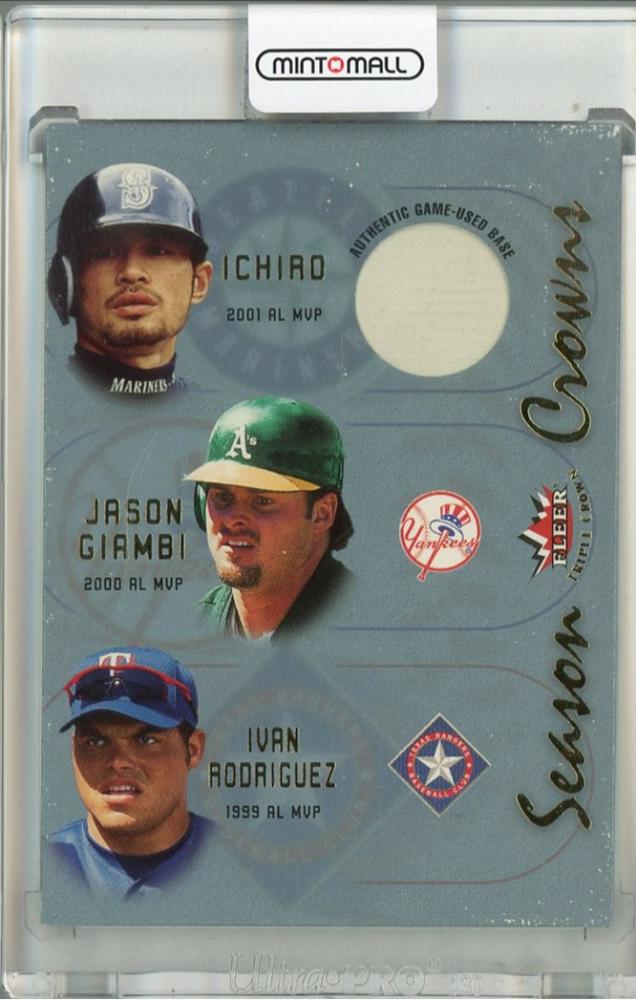 MINTOMALL
AUTHENTIC GAME-USED BASE
ICHIRO
2001 AL MVP
MARINERS
S
A's
JASON
GIAMBI
2000 AL MVP
Yankees
T
IVAN
RODRIGUEZ
1999 AL MVP
TEXAS RANGERS
BASEBALL CLUB
Season Crowns
FLEER
TRIPLE CROWN
Ultra·PRO® 130